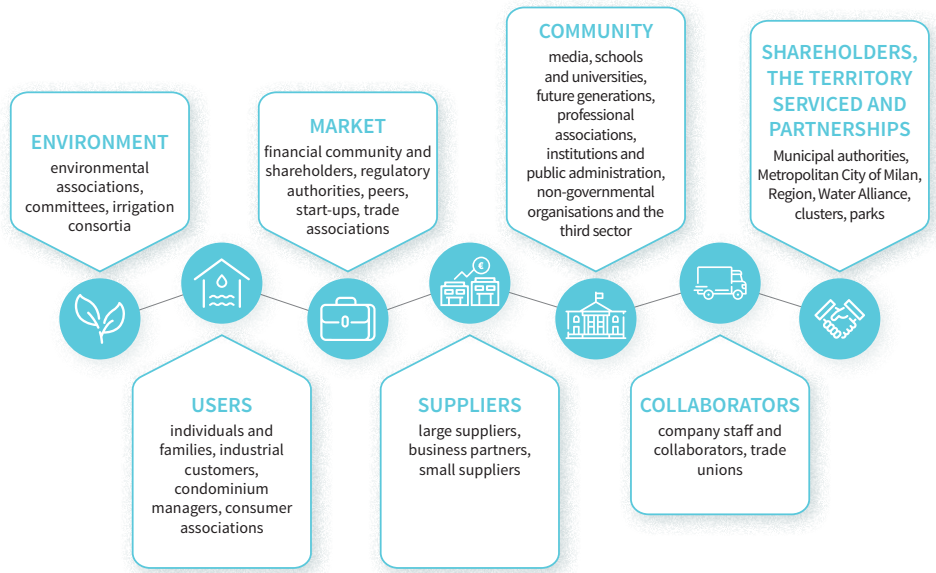 ENVIRONMENT
environmental
associations,
committees, irrigation
consortia
USERS
individuals and
families, industrial
customers,
condominium
managers, consumer
associations
MARKET
financial community and
shareholders, regulatory
authorities, peers,
start-ups, trade
associations
SUPPLIERS
large suppliers,
business partners,
small suppliers
€
COMMUNITY
media, schools
and universities,
future generations,
professional
associations,
institutions and
public administration,
non-governmental
organisations and the
third sector
COLLABORATORS
company staff and
collaborators, trade
unions
SHAREHOLDERS,
THE TERRITORY
SERVICED AND
PARTNERSHIPS
Municipal authorities,
Metropolitan City of Milan,
Region, Water Alliance,
clusters, parks